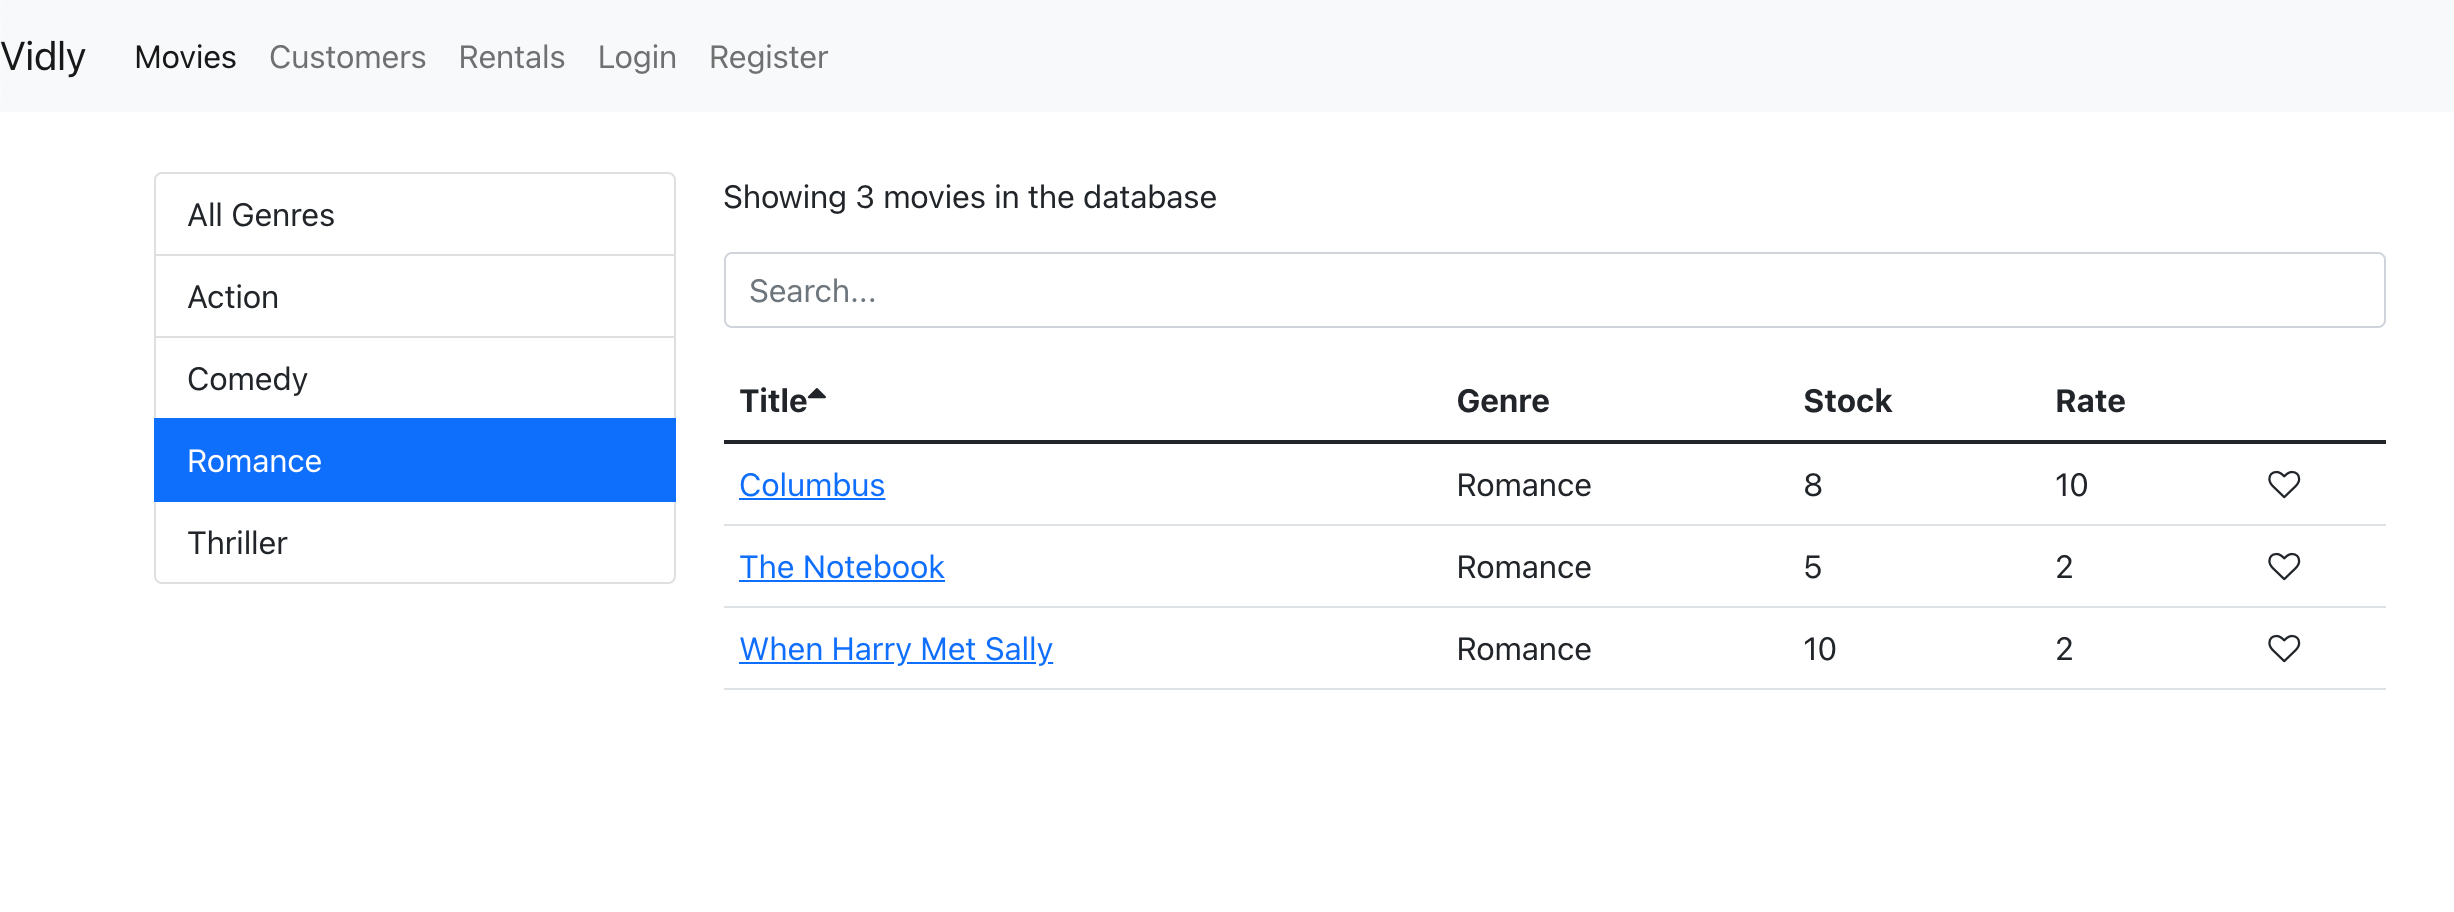 Vidly Movies Customers Rentals Login Register
All Genres
Action
Comedy
Romance
Thriller
Showing 3 movies in the database
Search...
Title Genre Stock Rate
Columbus Romance 8 10
The Notebook Romance 5 2
When Harry Met Sally Romance 10 2